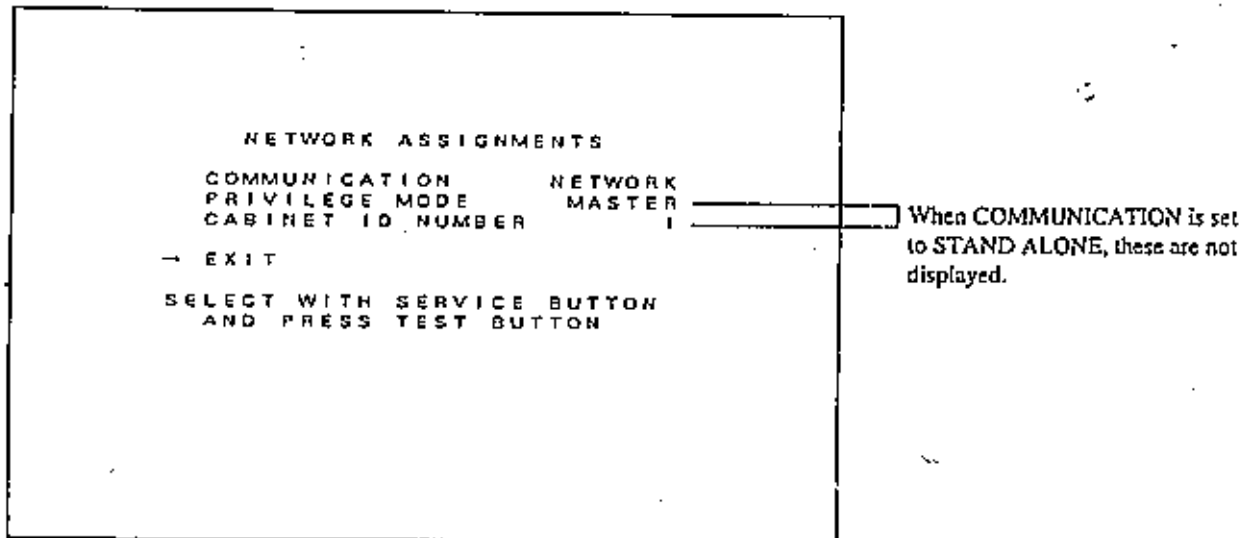 NETWORK ASSIGNMENTS
COMMUNICATION NETWORK
PRIVILEGE MODE MASTER
CABINET ID NUMBER 1
→ EXIT
SELECT WITH SERVICE BUTTON
AND PRESS TEST BUTTON
When COMMUNICATION is set
to STAND ALONE, these are not
displayed.